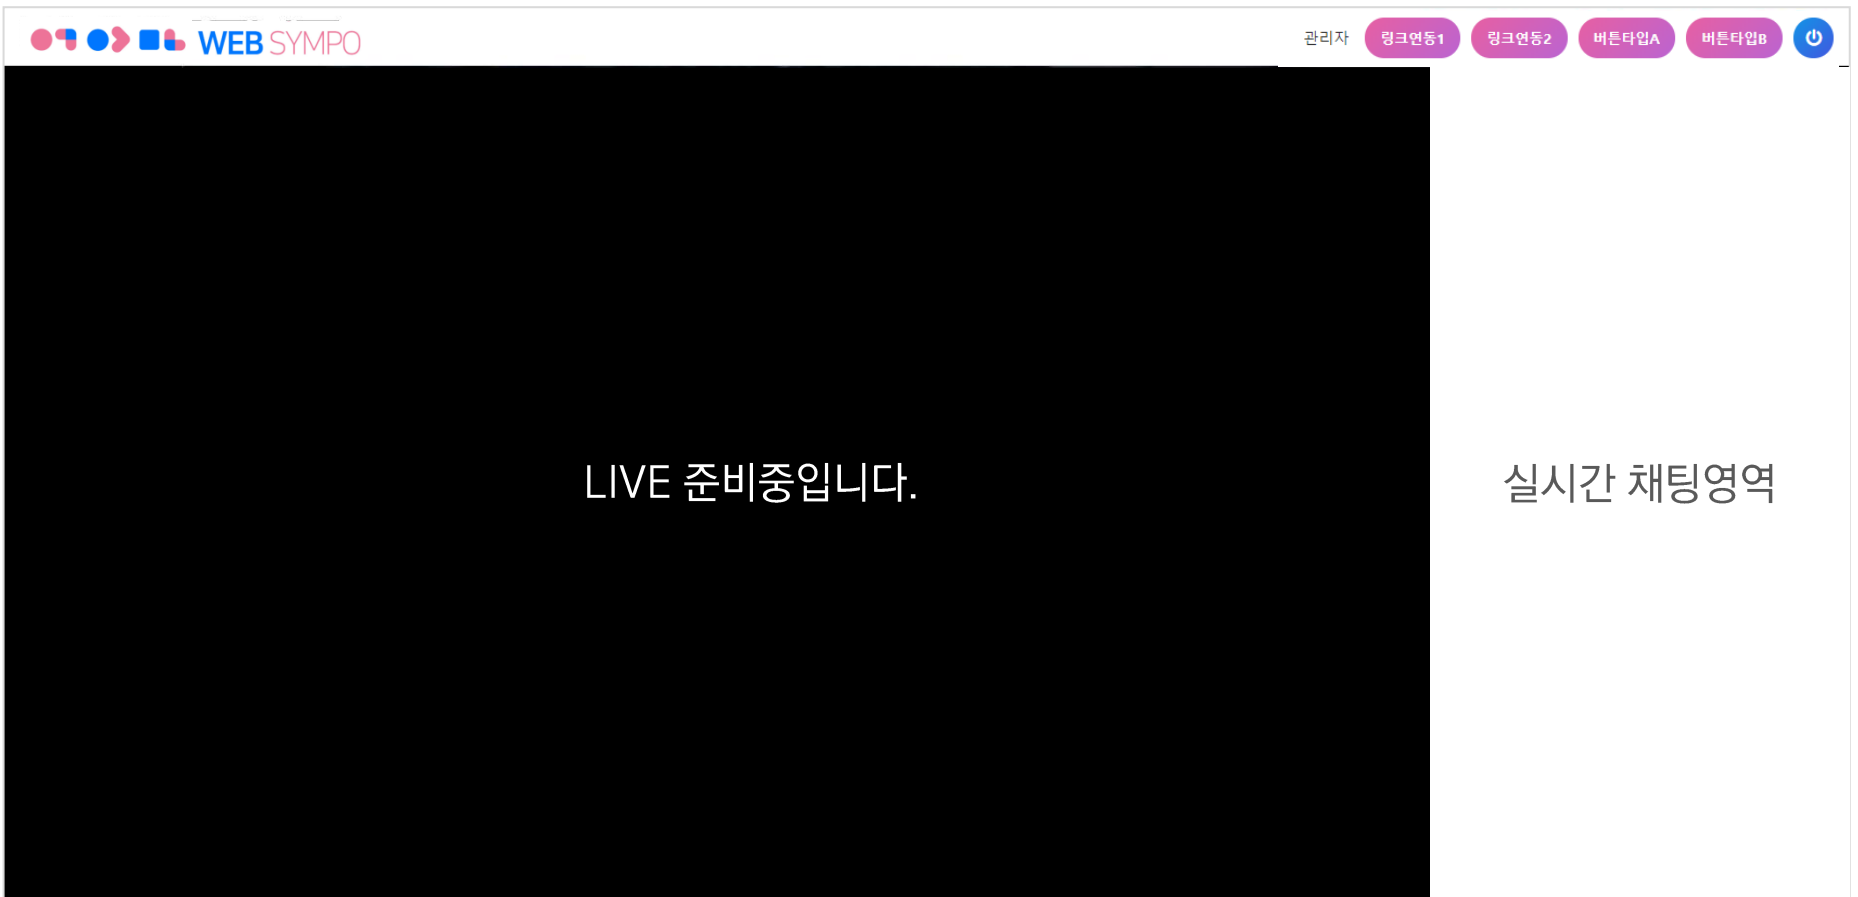 WEB SYMPO
관리자
링크연동1
링크연동2
버튼타입A
버튼타입B
LIVE 준비중입니다.
실시간 채팅영역